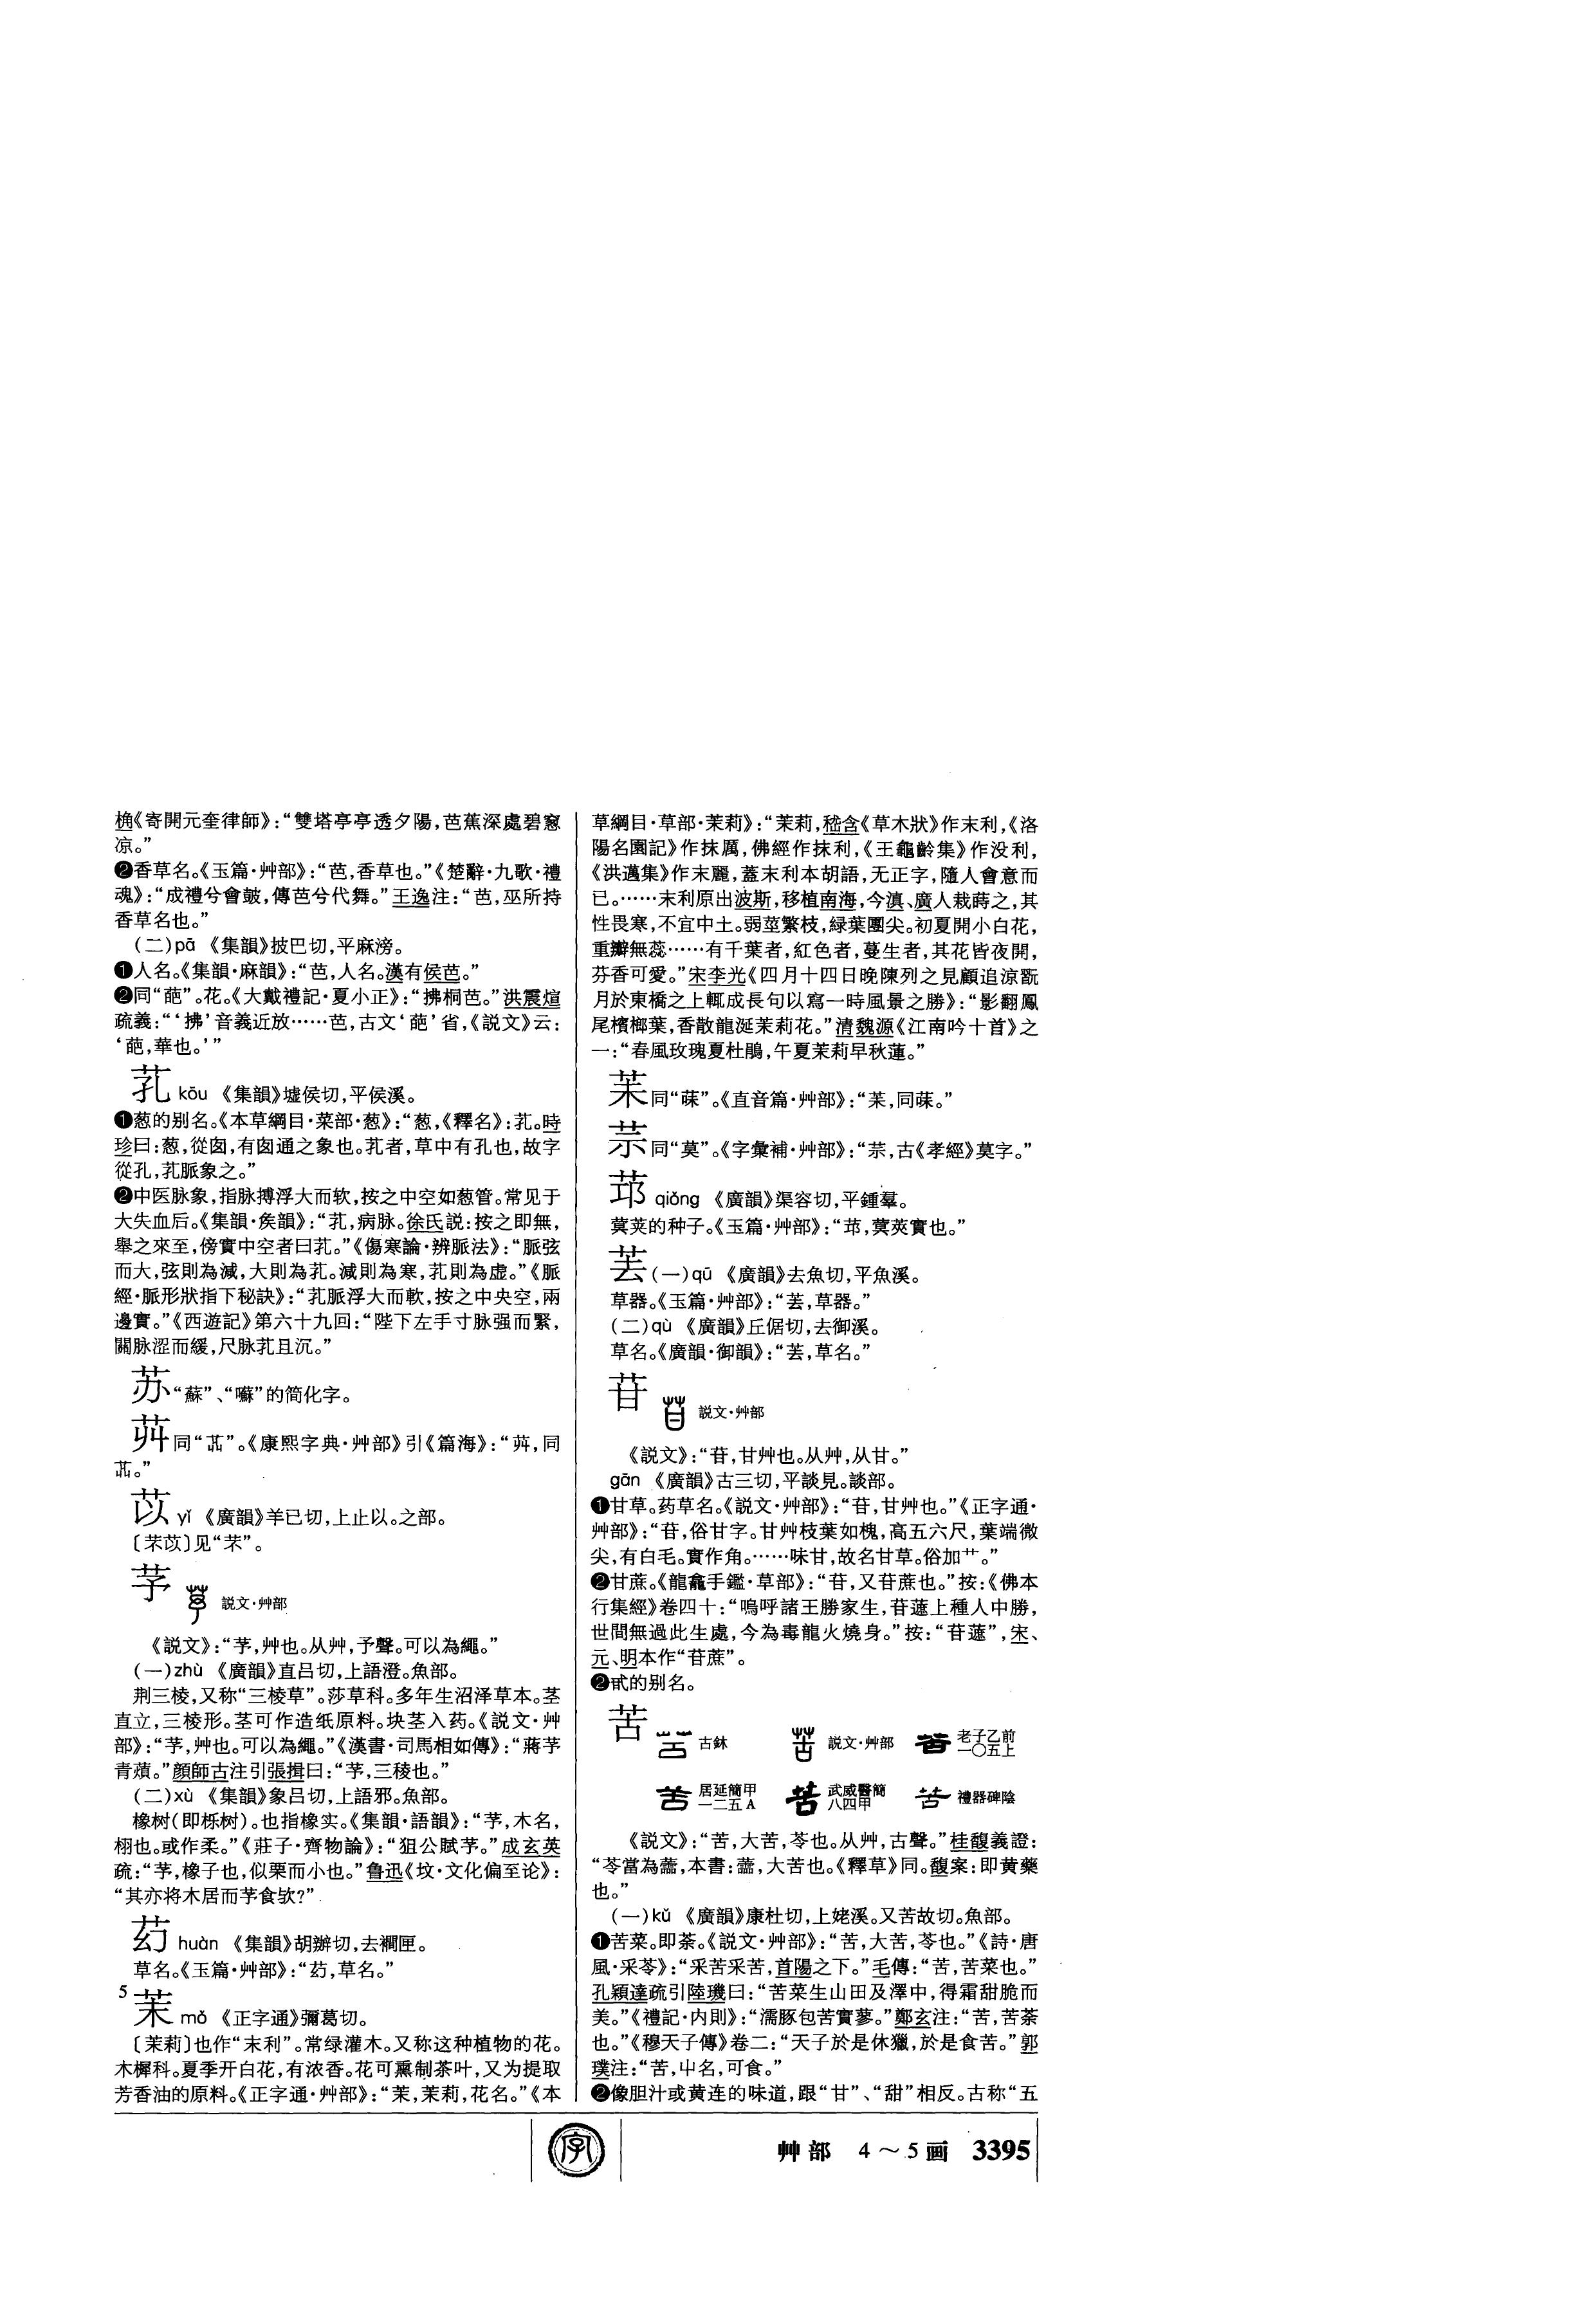 桷《寄開元奎律師》：“雙塔亭亭透夕陽，芭蕉深處碧窻
凉。”
❷香草名。《玉篇·艸部》：“芭，香草也。”《楚辭·九歌·禮
魂》：“成禮兮會皷，傳芭兮代舞。”王逸注：“芭，巫所持
香草名也。”
（二）pā 《集韻》披巴切，平麻滂。
❶人名。《集韻·麻韻》：“芭，人名。漢有侯芭。”
❷同“葩”。花。《大戴禮記·夏小正》：“拂桐芭。”洪震煊
疏義：“‘拂’音義近放……芭，古文‘葩’省，《説文》云：
‘葩，華也。’”
芤 kōu 《集韻》墟侯切，平侯溪。
❶葱的别名。《本草綱目·菜部·葱》：“葱，《釋名》：芤。時
珍曰：葱，從囱，有囱通之象也。芤者，草中有孔也，故字
從孔，芤脈象之。”
❷中医脉象，指脉搏浮大而软，按之中空如葱管。常见于
大失血后。《集韻·矦韻》：“芤，病脉。徐氏説：按之即無，
舉之來至，傍實中空者曰芤。”《傷寒論·辨脈法》：“脈弦
而大，弦則為減，大則為芤。減則為寒，芤則為虚。”《脈
經·脈形狀指下秘訣》：“芤脈浮大而軟，按之中央空，兩
邊實。”《西遊記》第六十九回：“陛下左手寸脉强而緊，
關脉澀而緩，尺脉芤且沉。”
苏“蘇”、“囌”的简化字。
茾同“𦬘”。《康熙字典·艸部》引《篇海》：“茾，同
𦬘。”
苡 yǐ 《廣韻》羊已切，上止以。之部。
〔芣苡〕见“芣”。
芧 説文·艸部
《説文》：“芧，艸也。从艸，予聲。可以為繩。”
（一）zhù 《廣韻》直吕切，上語澄。魚部。
荆三棱，又称“三棱草”。莎草科。多年生沼泽草本。茎
直立，三棱形。茎可作造纸原料。块茎入药。《説文·艸
部》：“芧，艸也。可以為繩。”《漢書·司馬相如傳》：“蔣芧
青薠。”顔師古注引張揖曰：“芧，三稜也。”
（二）xù 《集韻》象吕切，上語邪。魚部。
橡树（即栎树）。也指橡实。《集韻·語韻》：“芧，木名，
栩也。或作柔。”《莊子·齊物論》：“狙公賦芧。”成玄英
疏：“芧，橡子也，似栗而小也。”鲁迅《坟·文化偏至论》：
“其亦将木居而芧食欤？”
䒛 huàn 《集韻》胡辦切，去襇匣。
草名。《玉篇·艸部》：“䒛，草名。”
5
茉 mò 《正字通》彌葛切。
〔茉莉〕也作“末利”。常绿灌木。又称这种植物的花。
木樨科。夏季开白花，有浓香。花可熏制茶叶，又为提取
芳香油的原料。《正字通·艸部》：“茉，茉莉，花名。”《本
草綱目·草部·茉莉》：“茉莉，嵇含《草木狀》作末利，《洛
陽名園記》作抹厲，佛經作抹利，《王龜齡集》作没利，
《洪邁集》作末麗，蓋末利本胡語，无正字，隨人會意而
已。……末利原出波斯，移植南海，今滇、廣人栽蒔之，其
性畏寒，不宜中土。弱莖繁枝，緑葉團尖。初夏開小白花，
重瓣無蕊……有千葉者，紅色者，蔓生者，其花皆夜開，
芬香可愛。”宋李光《四月十四日晚陳列之見顧追涼翫
月於東橋之上輒成長句以寫一時風景之勝》：“影翻鳳
尾檳榔葉，香散龍涎茉莉花。”清魏源《江南吟十首》之
一：“春風玫瑰夏杜鵑，午夏茉莉早秋蓮。”
苿同“菋”。《直音篇·艸部》：“苿，同菋。”
䒬同“莫”。《字彙補·艸部》：“䒬，古《孝經》莫字。”
茚 qiǒng 《廣韻》渠容切，平鍾羣。
蓂荚的种子。《玉篇·艸部》：“茚，蓂莢實也。”
䒧（一）qū 《廣韻》去魚切，平魚溪。
草器。《玉篇·艸部》：“䒧，草器。”
（二）qù 《廣韻》丘倨切，去御溪。
草名。《廣韻·御韻》：“䒧，草名。”
苷 説文·艸部
《説文》：“苷，甘艸也。从艸，从甘。”
gān 《廣韻》古三切，平談見。談部。
❶甘草。药草名。《説文·艸部》：“苷，甘艸也。”《正字通·
艸部》：“苷，俗甘字。甘艸枝葉如槐，高五六尺，葉端微
尖，有白毛。實作角。……味甘，故名甘草。俗加艹。”
❷甘蔗。《龍龕手鑑·草部》：“苷，又苷蔗也。”按：《佛本
行集經》卷四十：“嗚呼諸王勝家生，苷蔗上種人中勝，
世間無過此生處，今為毒龍火燒身。”按：“苷蔗”，宋、
元、明本作“苷蔗”。
❷甙的别名。
苦 古鉥 説文·艸部 老子乙前一〇五上
居延簡甲一二五A 武威醫簡八四甲 禮器碑陰
《説文》：“苦，大苦，苓也。从艸，古聲。”桂馥義證：
“苓當為蘦，本書：蘦，大苦也。《釋草》同。馥案：即黄藥
也。”
（一）kǔ 《廣韻》康杜切，上姥溪。又苦故切。魚部。
❶苦菜。即荼。《説文·艸部》：“苦，大苦，苓也。”《詩·唐
風·采苓》：“采苦采苦，首陽之下。”毛傳：“苦，苦菜也。”
孔穎達疏引陸璣曰：“苦菜生山田及澤中，得霜甜脆而
美。”《禮記·内則》：“濡豚包苦實蓼。”鄭玄注：“苦，苦荼
也。”《穆天子傳》卷二：“天子於是休獵，於是食苦。”郭
璞注：“苦，屮名，可食。”
❷像胆汁或黄连的味道，跟“甘”、“甜”相反。古称“五
字 艸部 4～5画 3395